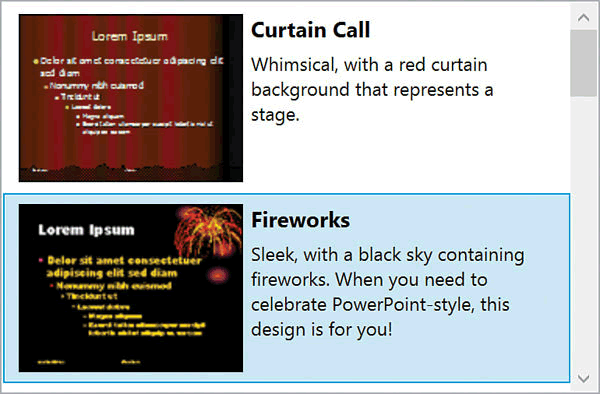 Lorem Ipsum
Dolor sit amet consectetuer adipiscing elit
sed diam
Nonummy nibh euismod
Tincidunt ut
Laoreet dolore
Magna aliquam
Curtain Call
Whimsical, with a red curtain
background that represents a
stage.
Lorem Ipsum
Dolor sit amet consectetuer
adipiscing elit sed diam
Nonummy nibh euismod
Tincidunt ut
Laoreet dolore
Magna aliquam
Fireworks
Sleek, with a black sky containing
fireworks. When you need to
celebrate PowerPoint-style, this
design is for you!